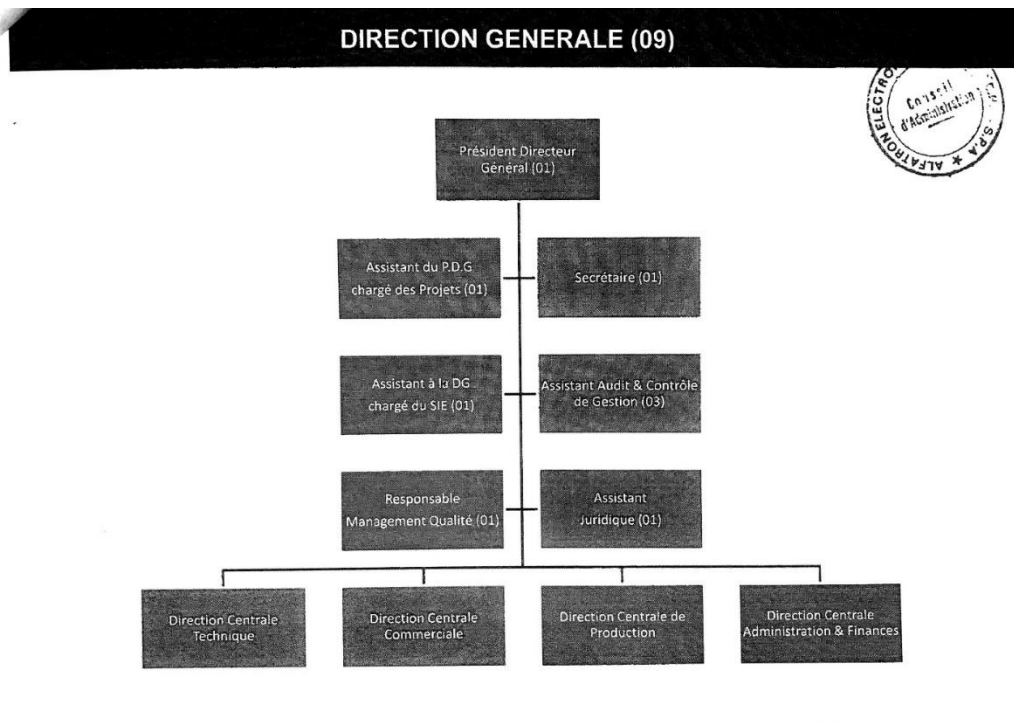 DIRECTION GENERALE (09)
ALFATRON ELECTRO
S.P.A
Conseil
d'Administration
Président Directeur
Général (01)
Assistant du P.D.G
chargé des Projets (01)
Secrétaire (01)
Assistant à la DG
chargé du SIE (01)
Assistant Audit & Contrôle
de Gestion (03)
Responsable
Management Qualité (01)
Assistant
Juridique (01)
Direction Centrale
Technique
Direction Centrale
Commerciale
Direction Centrale de
Production
Direction Centrale
Administration & Finances